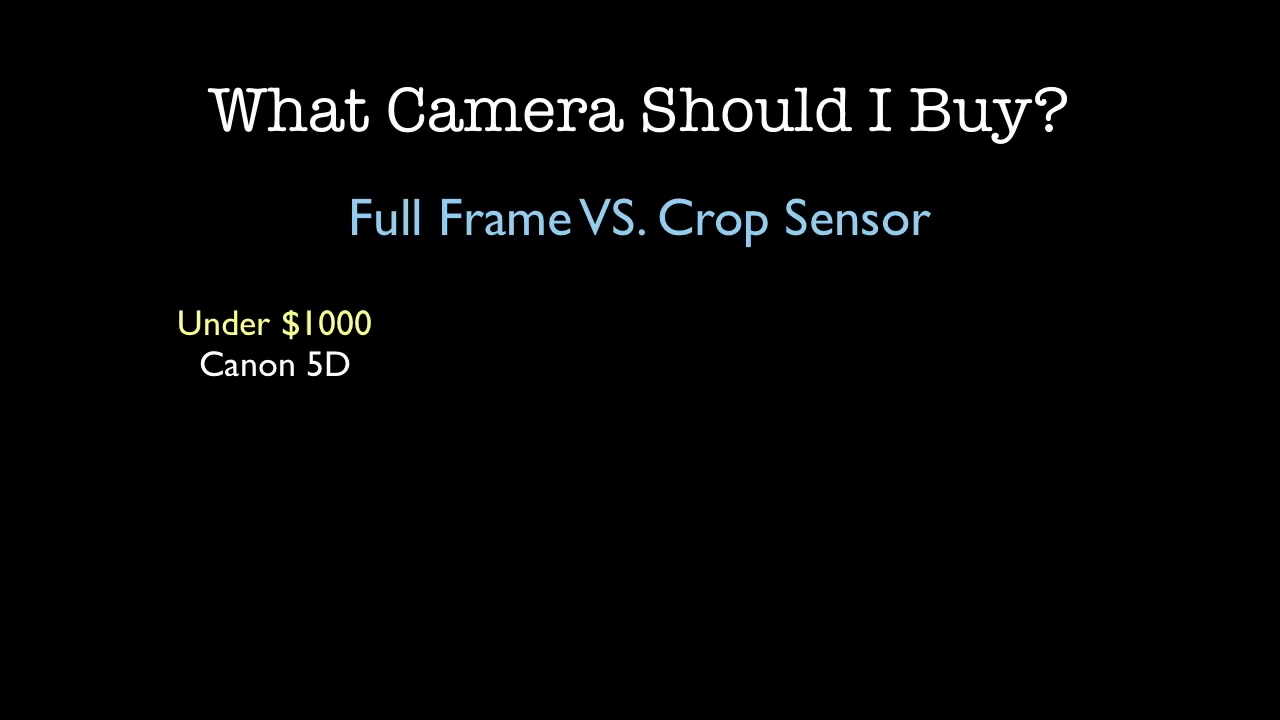 What Camera Should I Buy?
Full Frame VS. Crop Sensor
Under $1000
Canon 5D